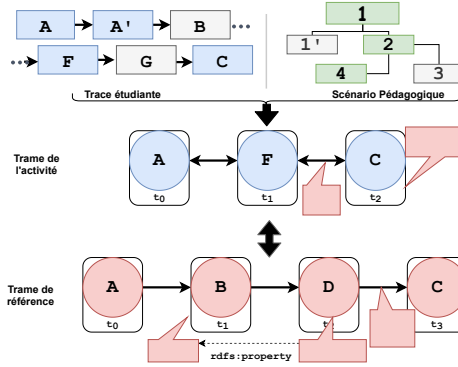 A A' B ...
... F G C
1
1' 2
4 3
Trace étudiante
Scénario Pédagogique
Trame de
l'activité
A F C
t0 t1 t2
Trame de
référence
A B D C
t0 t1 t3
rdfs:property